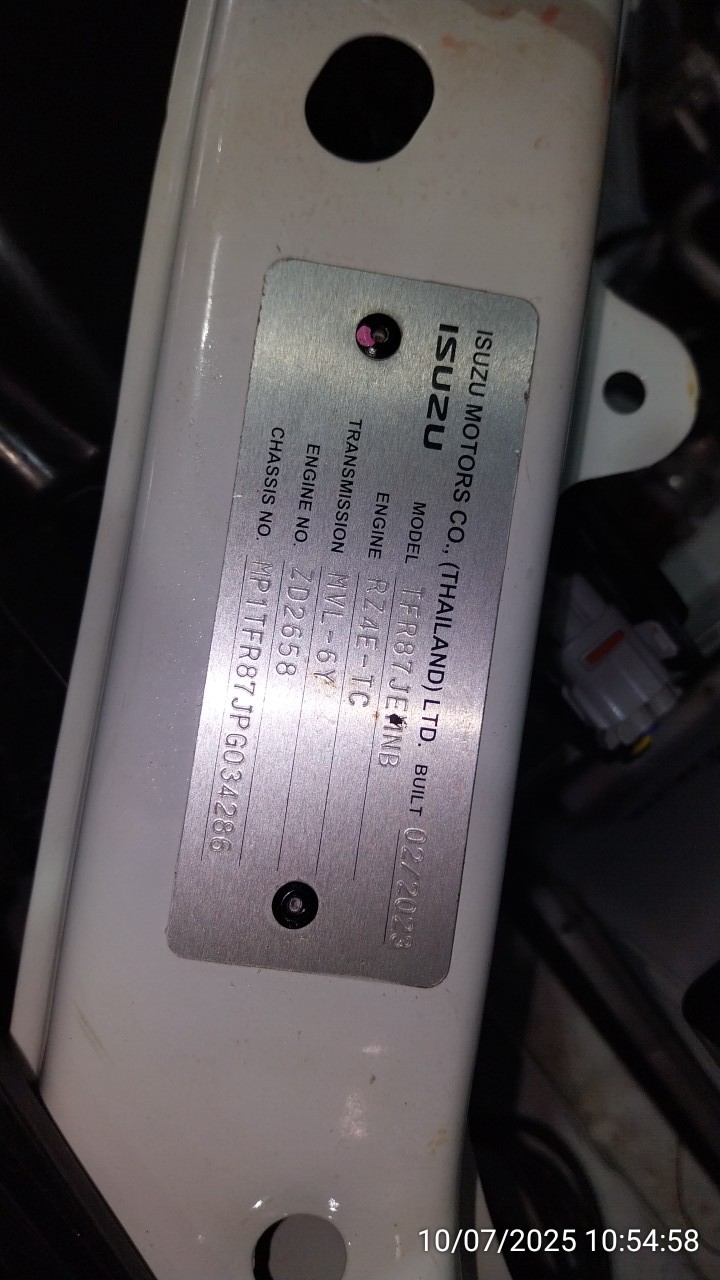 ISUZU MOTORS CO., (THAILAND) LTD.
ISUZU
BUILT 02/2023
MODEL
ENGINE RZ4E-TC
TRANSMISSION MVL-6Y
ENGINE NO. ZD2658
CHASSIS NO. MP1TFR87JPG034286
10/07/2025 10:54:58